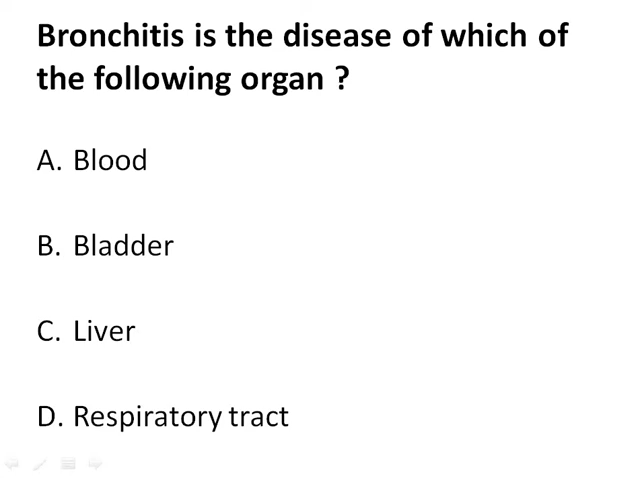 Bronchitis is the disease of which of
the following organ ?
A. Blood
B. Bladder
C. Liver
D. Respiratory tract